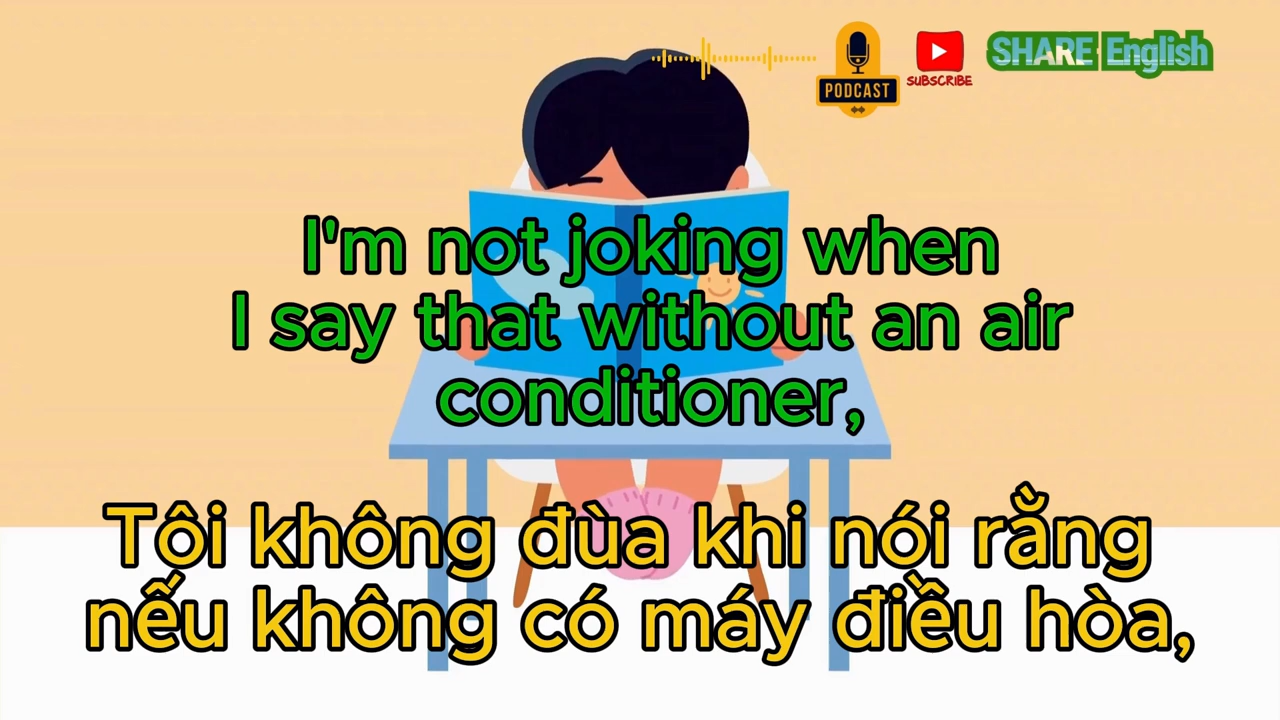 PODCAST
SUBSCRIBE
SHARE English
I'm not joking when
I say that without an air
conditioner,
Tôi không đùa khi nói rằng
nếu không có máy điều hòa,